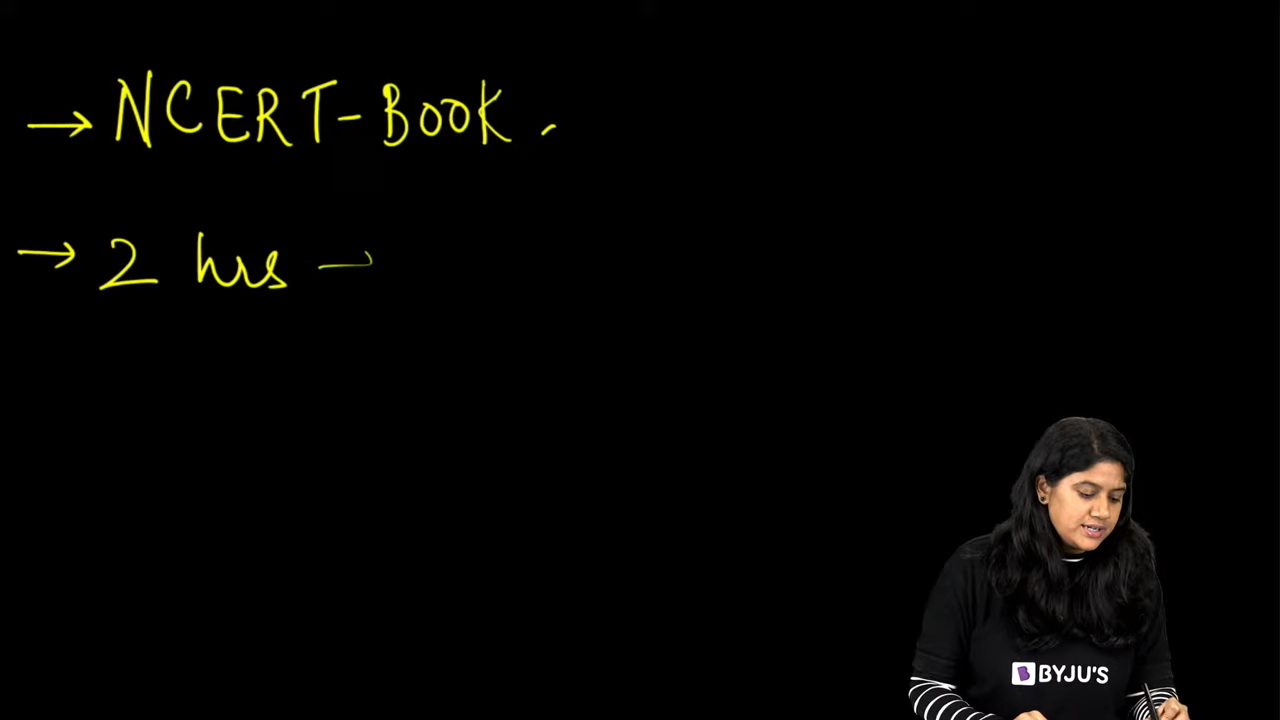 → NCERT-BOOK.
→ 2 hrs →
BYJU'S